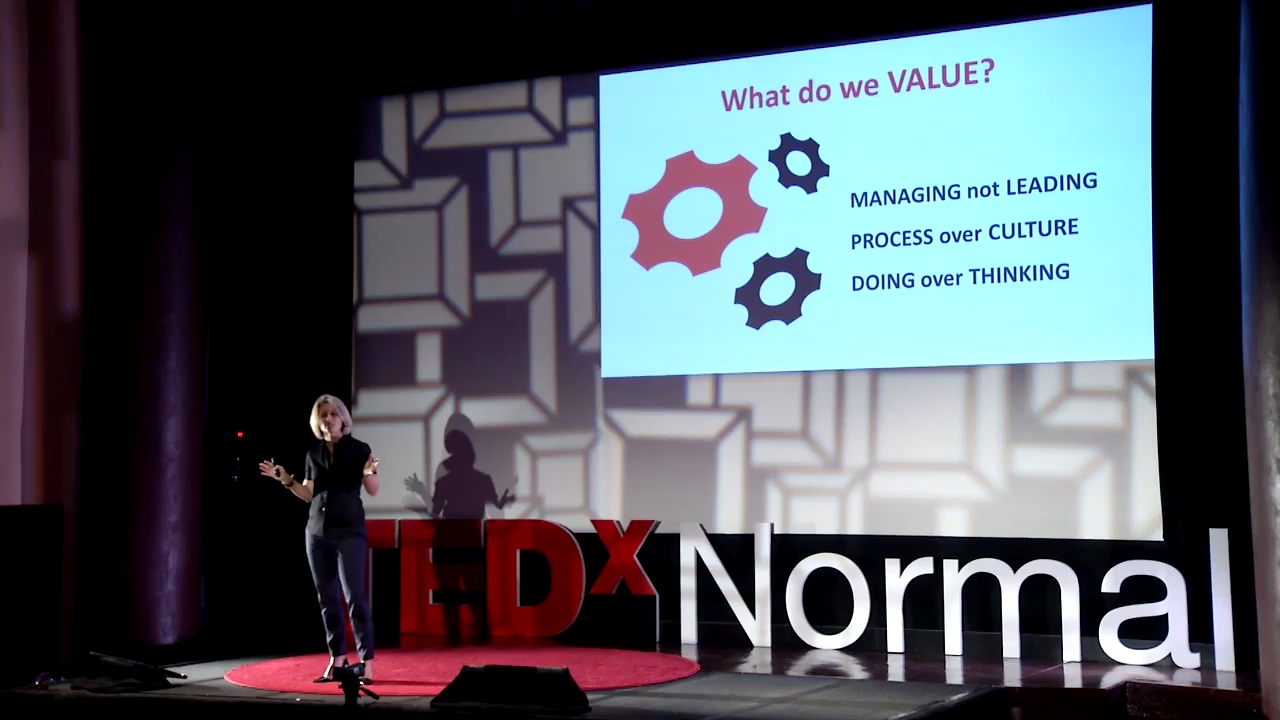 What do we VALUE?
MANAGING not LEADING
PROCESS over CULTURE
DOING over THINKING
TEDxNormal